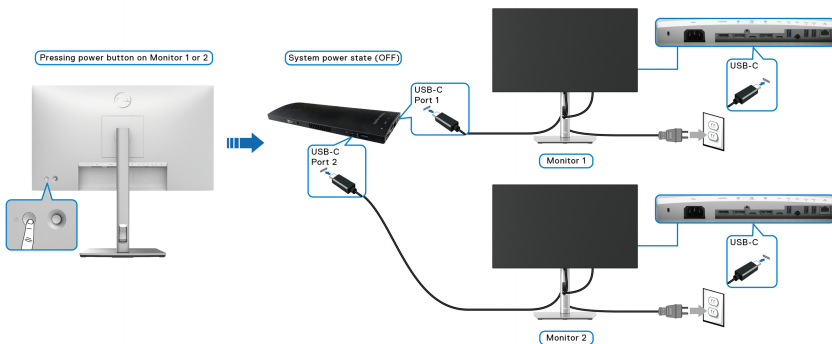 Pressing power button on Monitor 1 or 2
System power state (OFF)
USB-C
Port 1
USB-C
Port 2
USB-C
Monitor 1
USB-C
Monitor 2